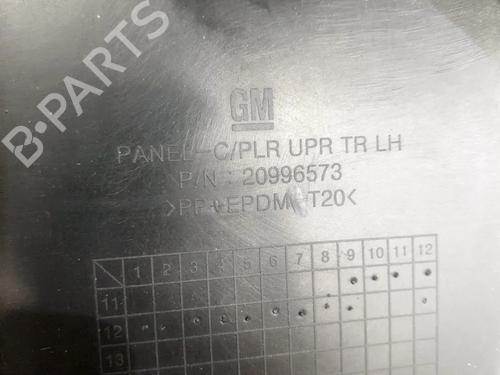 B-PARTS
GM
PANEL-C/PLR UPR TR LH
P/N : 20996573
>PP+EPDM-T20<
1 2 3 4 5 6 7 8 9 10 11 12
11
12
13